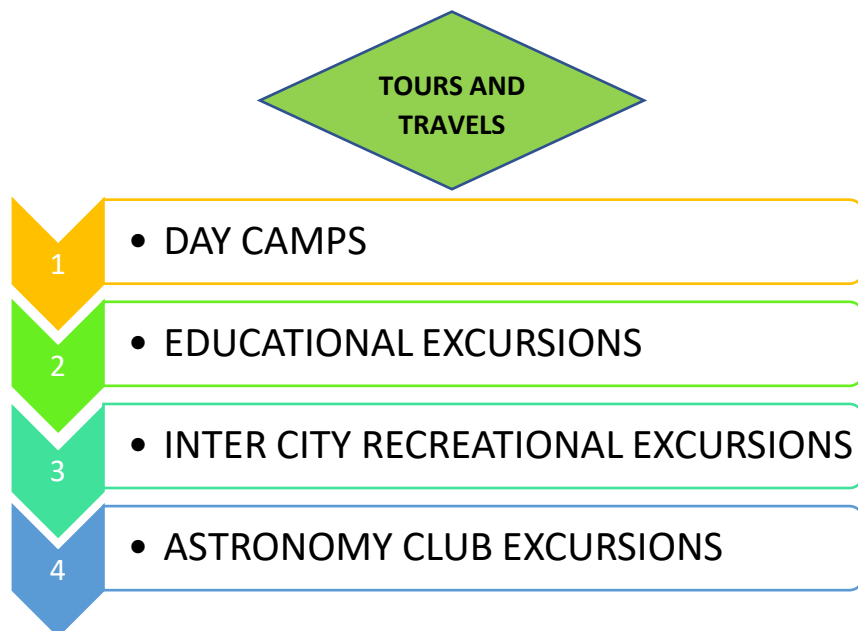 TOURS AND
TRAVELS
1
• DAY CAMPS
2
• EDUCATIONAL EXCURSIONS
3
• INTER CITY RECREATIONAL EXCURSIONS
4
• ASTRONOMY CLUB EXCURSIONS